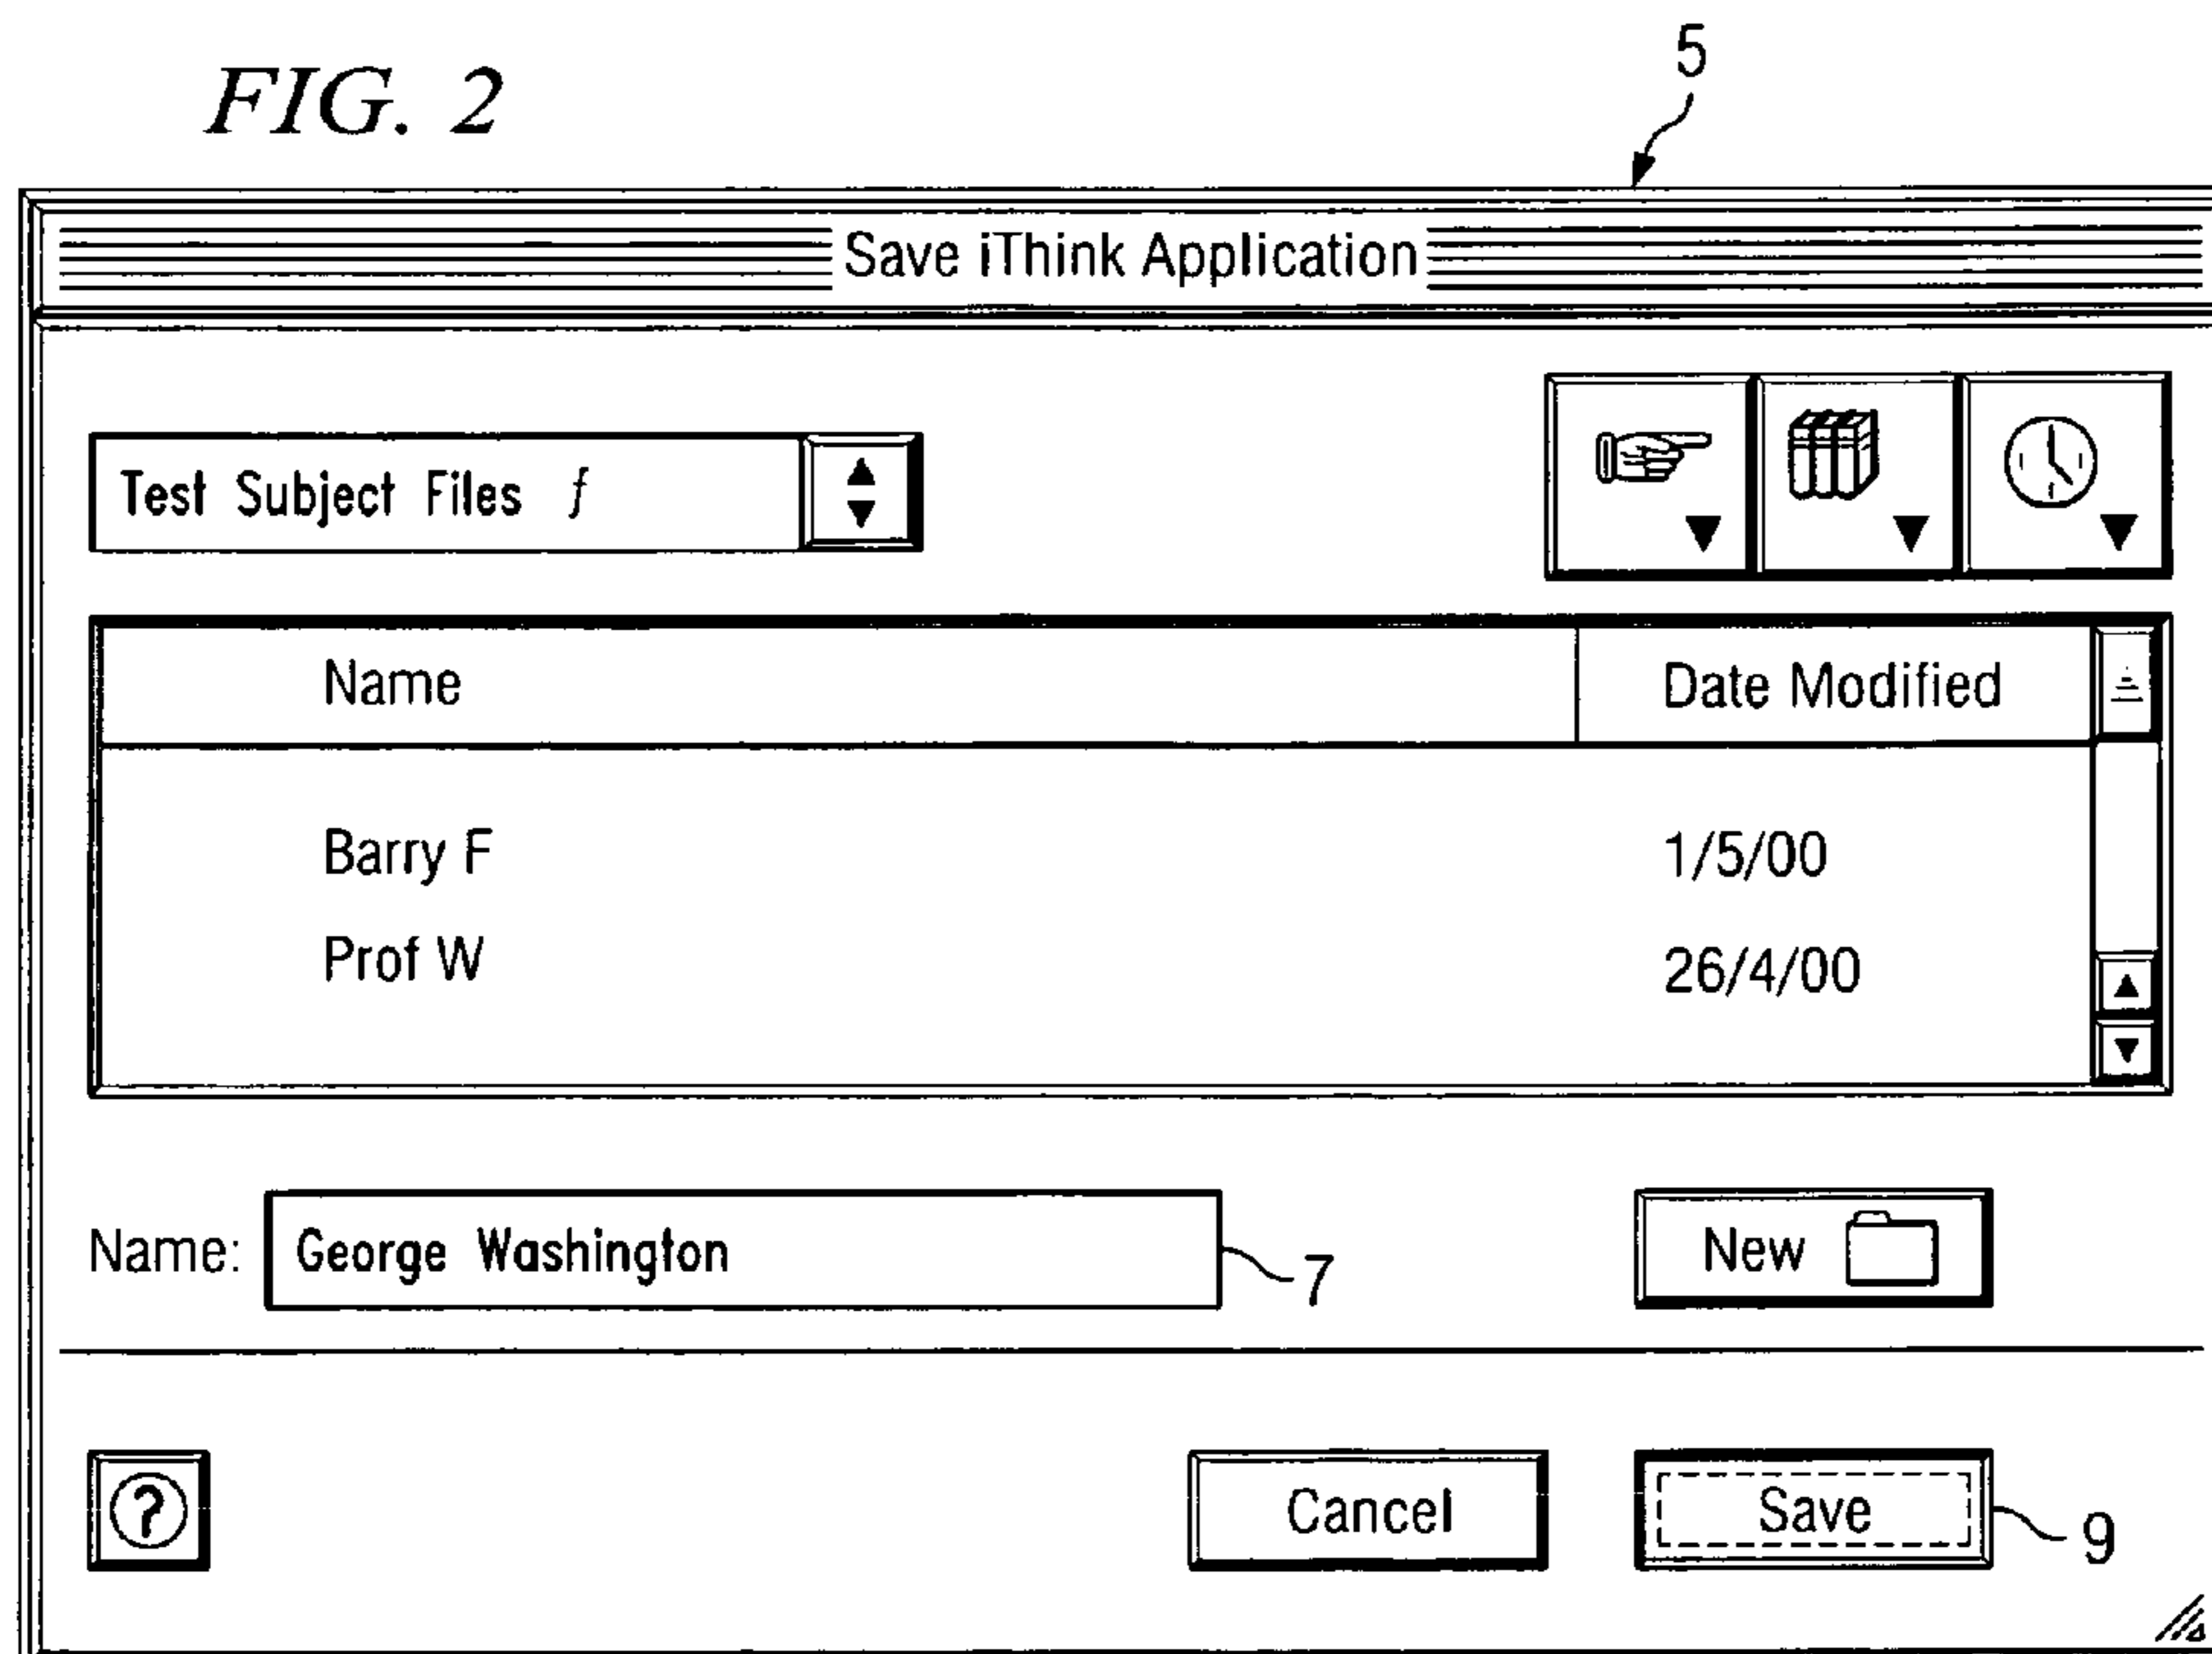 FIG. 2
5
Save iThink Application
Test Subject Files ƒ
Name Date Modified
Barry F 1/5/00
Prof W 26/4/00
Name: George Washington 7 New
? Cancel Save 9